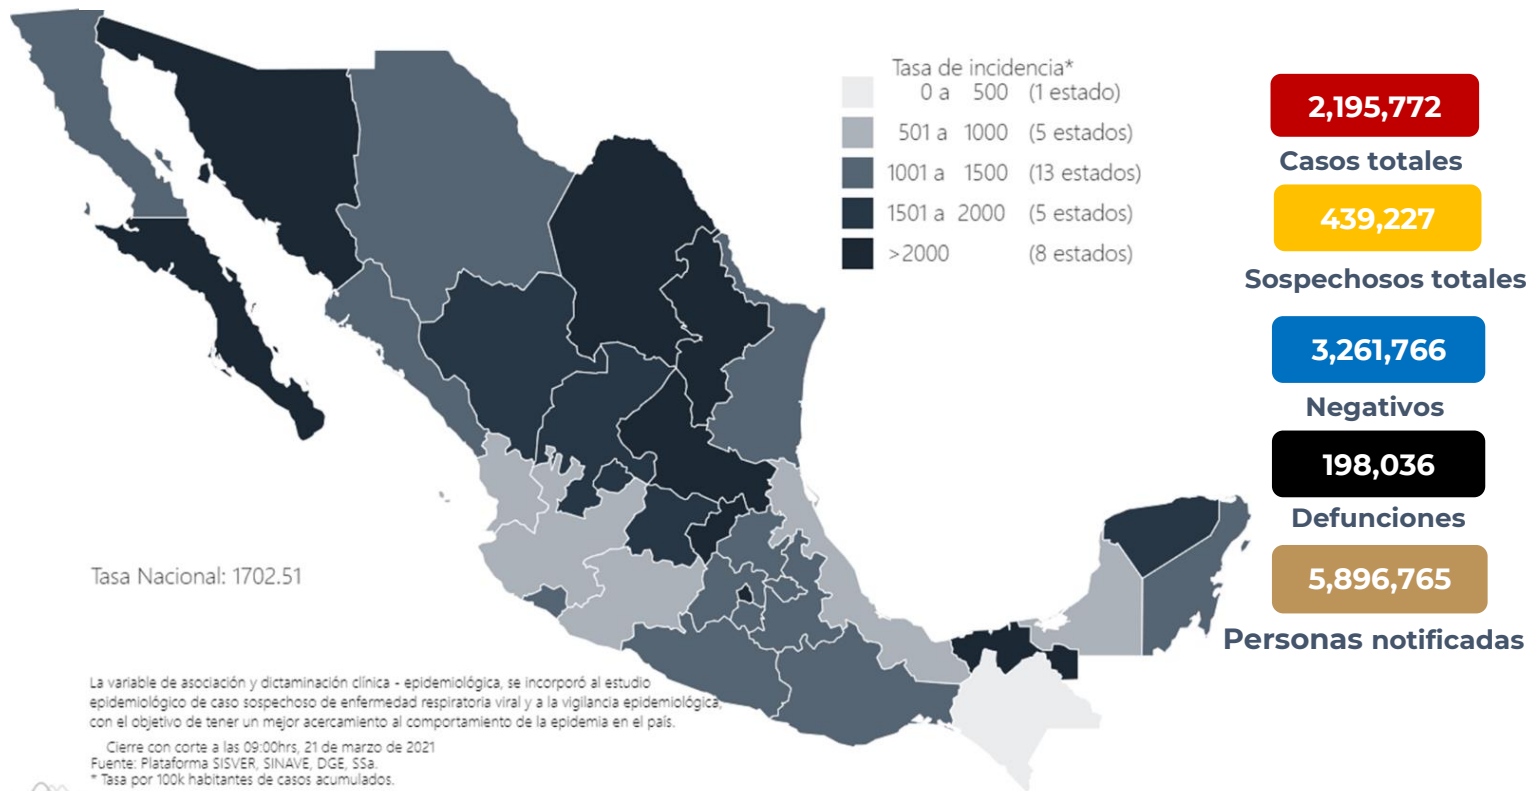 Tasa de incidencia*
0 a 500 (1 estado)
501 a 1000 (5 estados)
1001 a 1500 (13 estados)
1501 a 2000 (5 estados)
>2000 (8 estados)
2,195,772
Casos totales
439,227
Sospechosos totales
3,261,766
Negativos
198,036
Defunciones
5,896,765
Personas notificadas
Tasa Nacional: 1702.51
La variable de asociación y dictaminación clínica - epidemiológica, se incorporó al estudio
epidemiológico de caso sospechoso de enfermedad respiratoria viral y a la vigilancia epidemiológica,
con el objetivo de tener un mejor acercamiento al comportamiento de la epidemia en el país.
Cierre con corte a las 09:00hrs, 21 de marzo de 2021
Fuente: Plataforma SISVER, SINAVE, DGE, SSa.
* Tasa por 100k habitantes de casos acumulados.